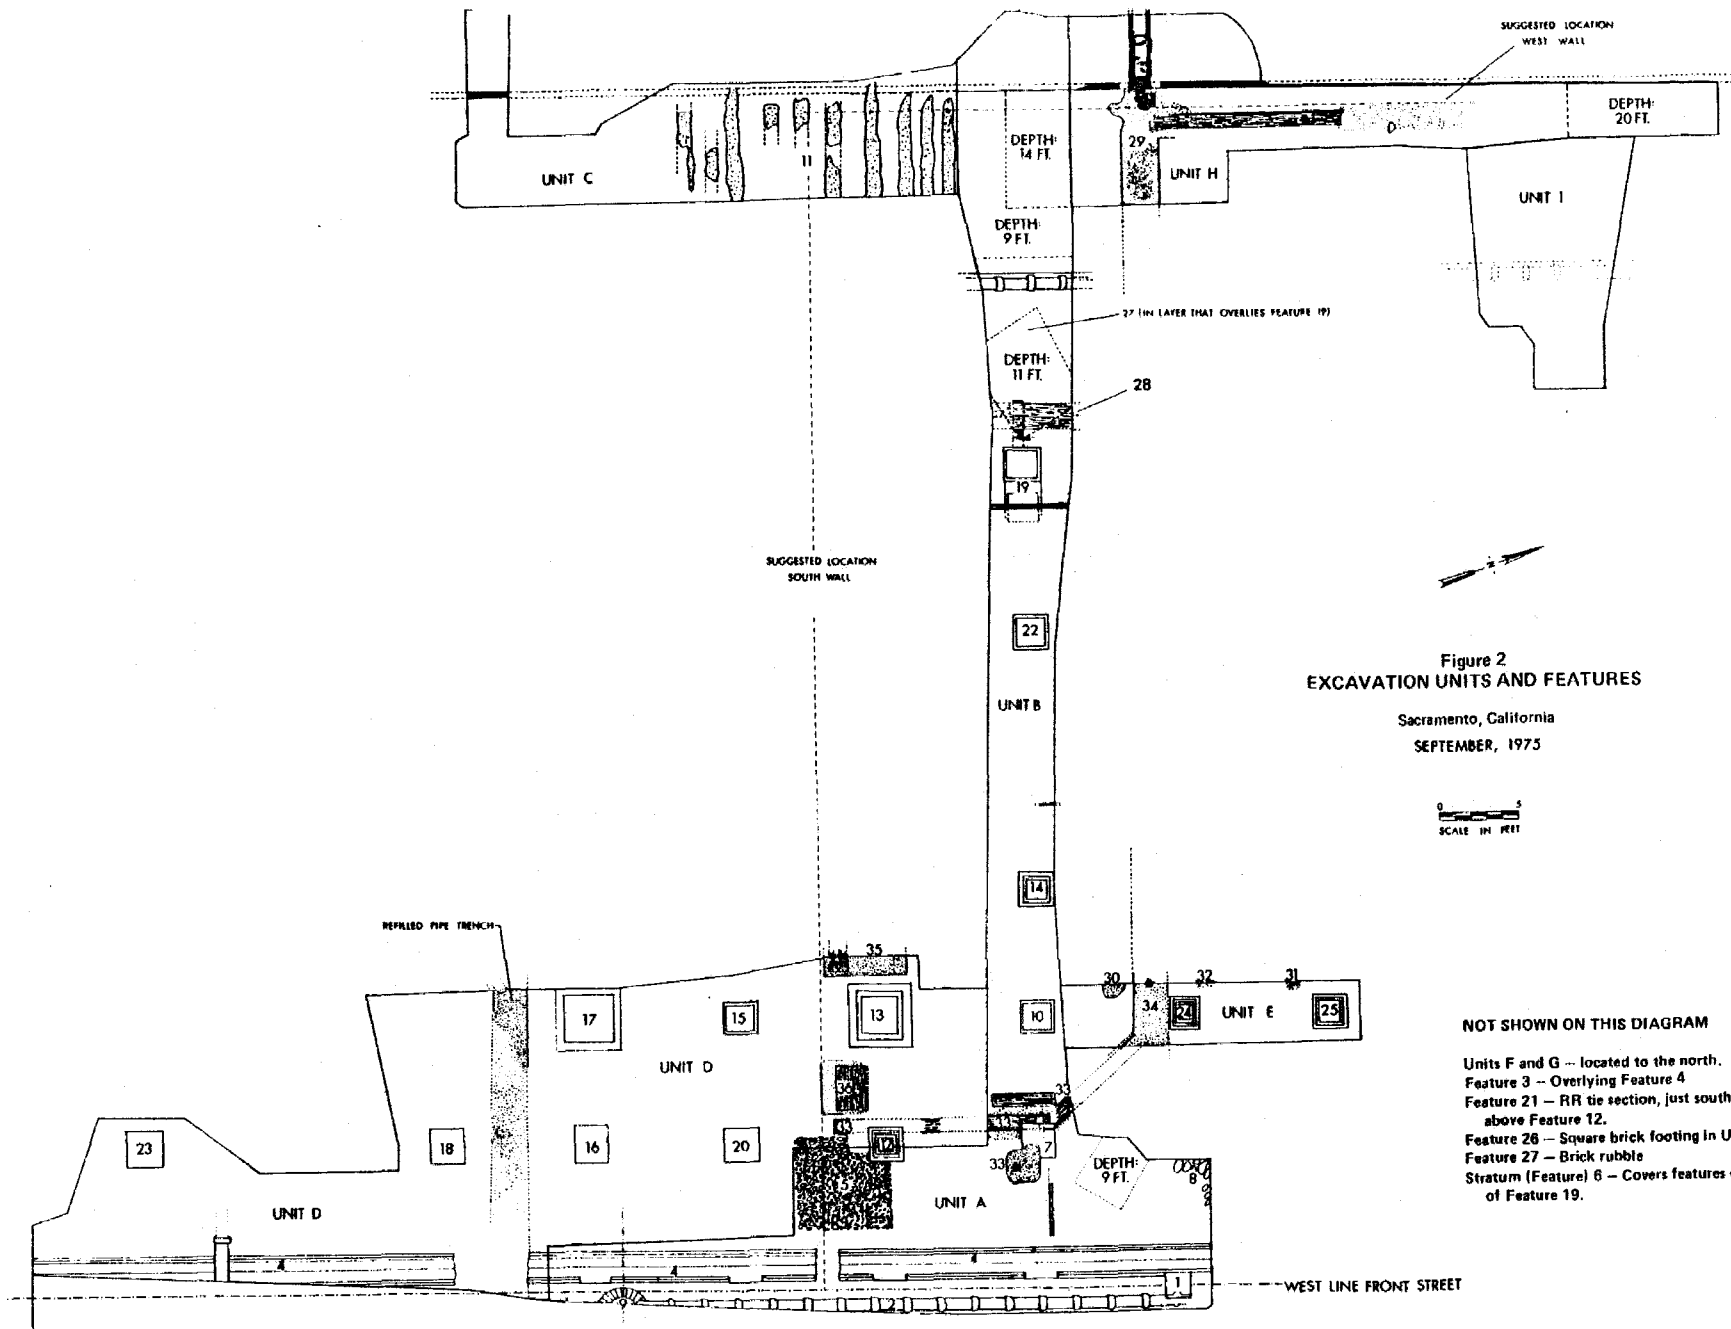 SUGGESTED LOCATION
WEST WALL
DEPTH:
20 FT.
DEPTH:
14 FT.
29
11
UNIT C
UNIT H
UNIT I
DEPTH:
9 FT.
27 (IN LAYER THAT OVERLIES FEATURE 19)
DEPTH:
11 FT.
28
19
SUGGESTED LOCATION
SOUTH WALL
22
Figure 2
EXCAVATION UNITS AND FEATURES
UNIT B
Sacramento, California
SEPTEMBER, 1975
0 5
SCALE IN FEET
14
REFILLED PIPE TRENCH
35
30
32
31
17
15
13
10
34
24
UNIT E
25
NOT SHOWN ON THIS DIAGRAM
Units F and G -- located to the north.
Feature 3 -- Overlying Feature 4
Feature 21 -- RR tie section, just south
above Feature 12.
Feature 26 -- Square brick footing in U
Feature 27 -- Brick rubble
Stratum (Feature) 6 -- Covers features
of Feature 19.
UNIT D
36
33
33
33
23
18
16
20
12
7
33
DEPTH:
9 FT.
8
5
UNIT D
UNIT A
4
4
4
1
WEST LINE FRONT STREET
2